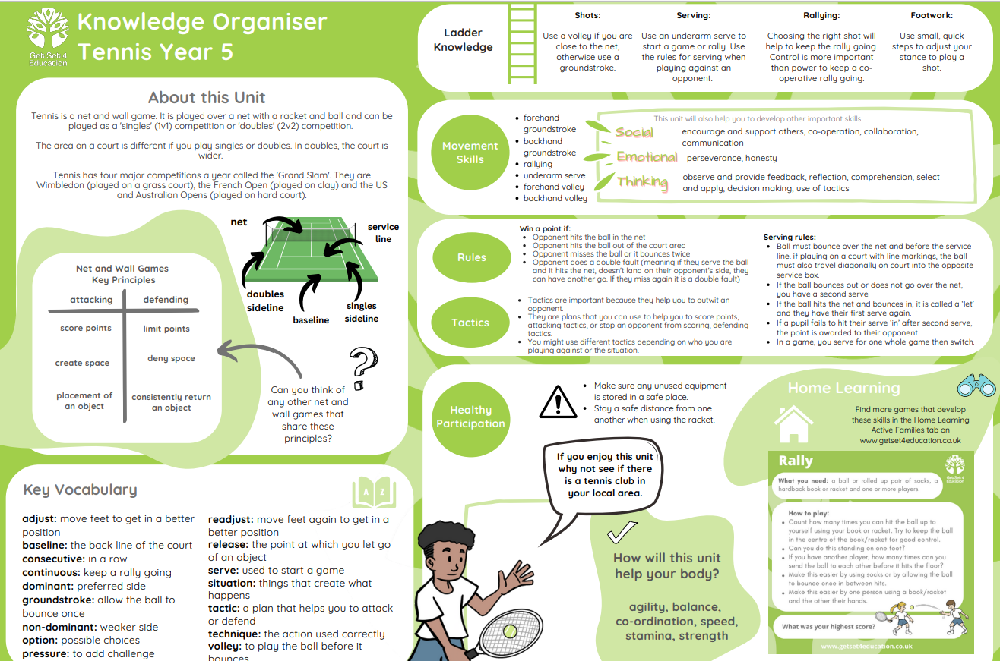 Get Set 4
Education
Knowledge Organiser
Tennis Year 5
About this Unit
Tennis is a net and wall game. It is played over a net with a racket and ball and can be
played as a 'singles' (1v1) competition or 'doubles' (2v2) competition.
The area on a court is different if you play singles or doubles. In doubles, the court is
wider.
Tennis has four major competitions a year called the 'Grand Slam'. They are
Wimbledon (played on a grass court), the French Open (played on clay) and the US
and Australian Opens (played on hard court).
net
service
line
doubles
sideline
baseline
singles
sideline
Net and Wall Games
Key Principles
attacking
defending
score points
limit points
create space
deny space
placement of
an object
consistently return
an object
Can you think of
any other net and
wall games that
share these
principles?
Key Vocabulary
A Z
adjust: move feet to get in a better
position
baseline: the back line of the court
consecutive: in a row
continuous: keep a rally going
dominant: preferred side
groundstroke: allow the ball to
bounce once
non-dominant: weaker side
option: possible choices
pressure: to add challenge
readjust: move feet again to get in a
better position
release: the point at which you let go
of an object
serve: used to start a game
situation: things that create what
happens
tactic: a plan that helps you to attack
or defend
technique: the action used correctly
volley: to play the ball before it
bounces
Ladder
Knowledge
Shots:
Use a volley if you are
close to the net,
otherwise use a
groundstroke.
Serving:
Use an underarm serve to
start a game or rally. Use
the rules for serving when
playing against an
opponent.
Rallying:
Choosing the right shot will
help to keep the rally going.
Control is more important
than power to keep a co-
operative rally going.
Footwork:
Use small, quick
steps to adjust your
stance to play a
shot.
Movement
Skills
forehand
groundstroke
backhand
groundstroke
rallying
underarm serve
forehand volley
backhand volley
This unit will also help you to develop other important skills.
Social encourage and support others, co-operation, collaboration,
communication
Emotional perseverance, honesty
Thinking observe and provide feedback, reflection, comprehension, select
and apply, decision making, use of tactics
Rules
Win a point if:
Opponent hits the ball in the net
Opponent hits the ball out of the court area
Opponent misses the ball or it bounces twice
Opponent does a double fault (meaning if they serve the ball
and it hits the net, doesn't land on their opponent's side, they
can have another go. If they miss again it is a double fault)
Tactics
Tactics are important because they help you to outwit an
opponent.
They are plans that you can use to help you to score points,
attacking tactics, or stop an opponent from scoring, defending
tactics.
You might use different tactics depending on who you are
playing against or the situation.
Serving rules:
Ball must bounce over the net and before the service
line. if playing on a court with line markings, the ball
must also travel diagonally on court into the opposite
service box.
If the ball bounces out or does not go over the net,
you have a second serve.
If the ball hits the net and bounces in, it is called a 'let'
and they have their first serve again.
If a pupil fails to hit their serve 'in' after second serve,
the point is awarded to their opponent.
In a game, you serve for one whole game then switch.
Healthy
Participation
Make sure any unused equipment
is stored in a safe place.
Stay a safe distance from one
another when using the racket.
If you enjoy this unit
why not see if there
is a tennis club in
your local area.
How will this unit
help your body?
agility, balance,
co-ordination, speed,
stamina, strength
Home Learning
Find more games that develop
these skills in the Home Learning
Active Families tab on
www.getset4education.co.uk
Rally
Get Set 4
Education
What you need: a ball or rolled up pair of socks, a
hardback book or racket and one or more players.
How to play:
Count how many times you can hit the ball up to
yourself using your book or racket. Try to keep the ball
in the centre of the book/racket for good control.
Can you do this standing on one foot?
If you have another player, how many times can you
send the ball to each other before it hits the floor?
Make this easier by using socks or by allowing the ball
to bounce once in between hits.
Make this easier by one person using a book/racket
and the other their hands.
What was your highest score?
www.getset4education.co.uk